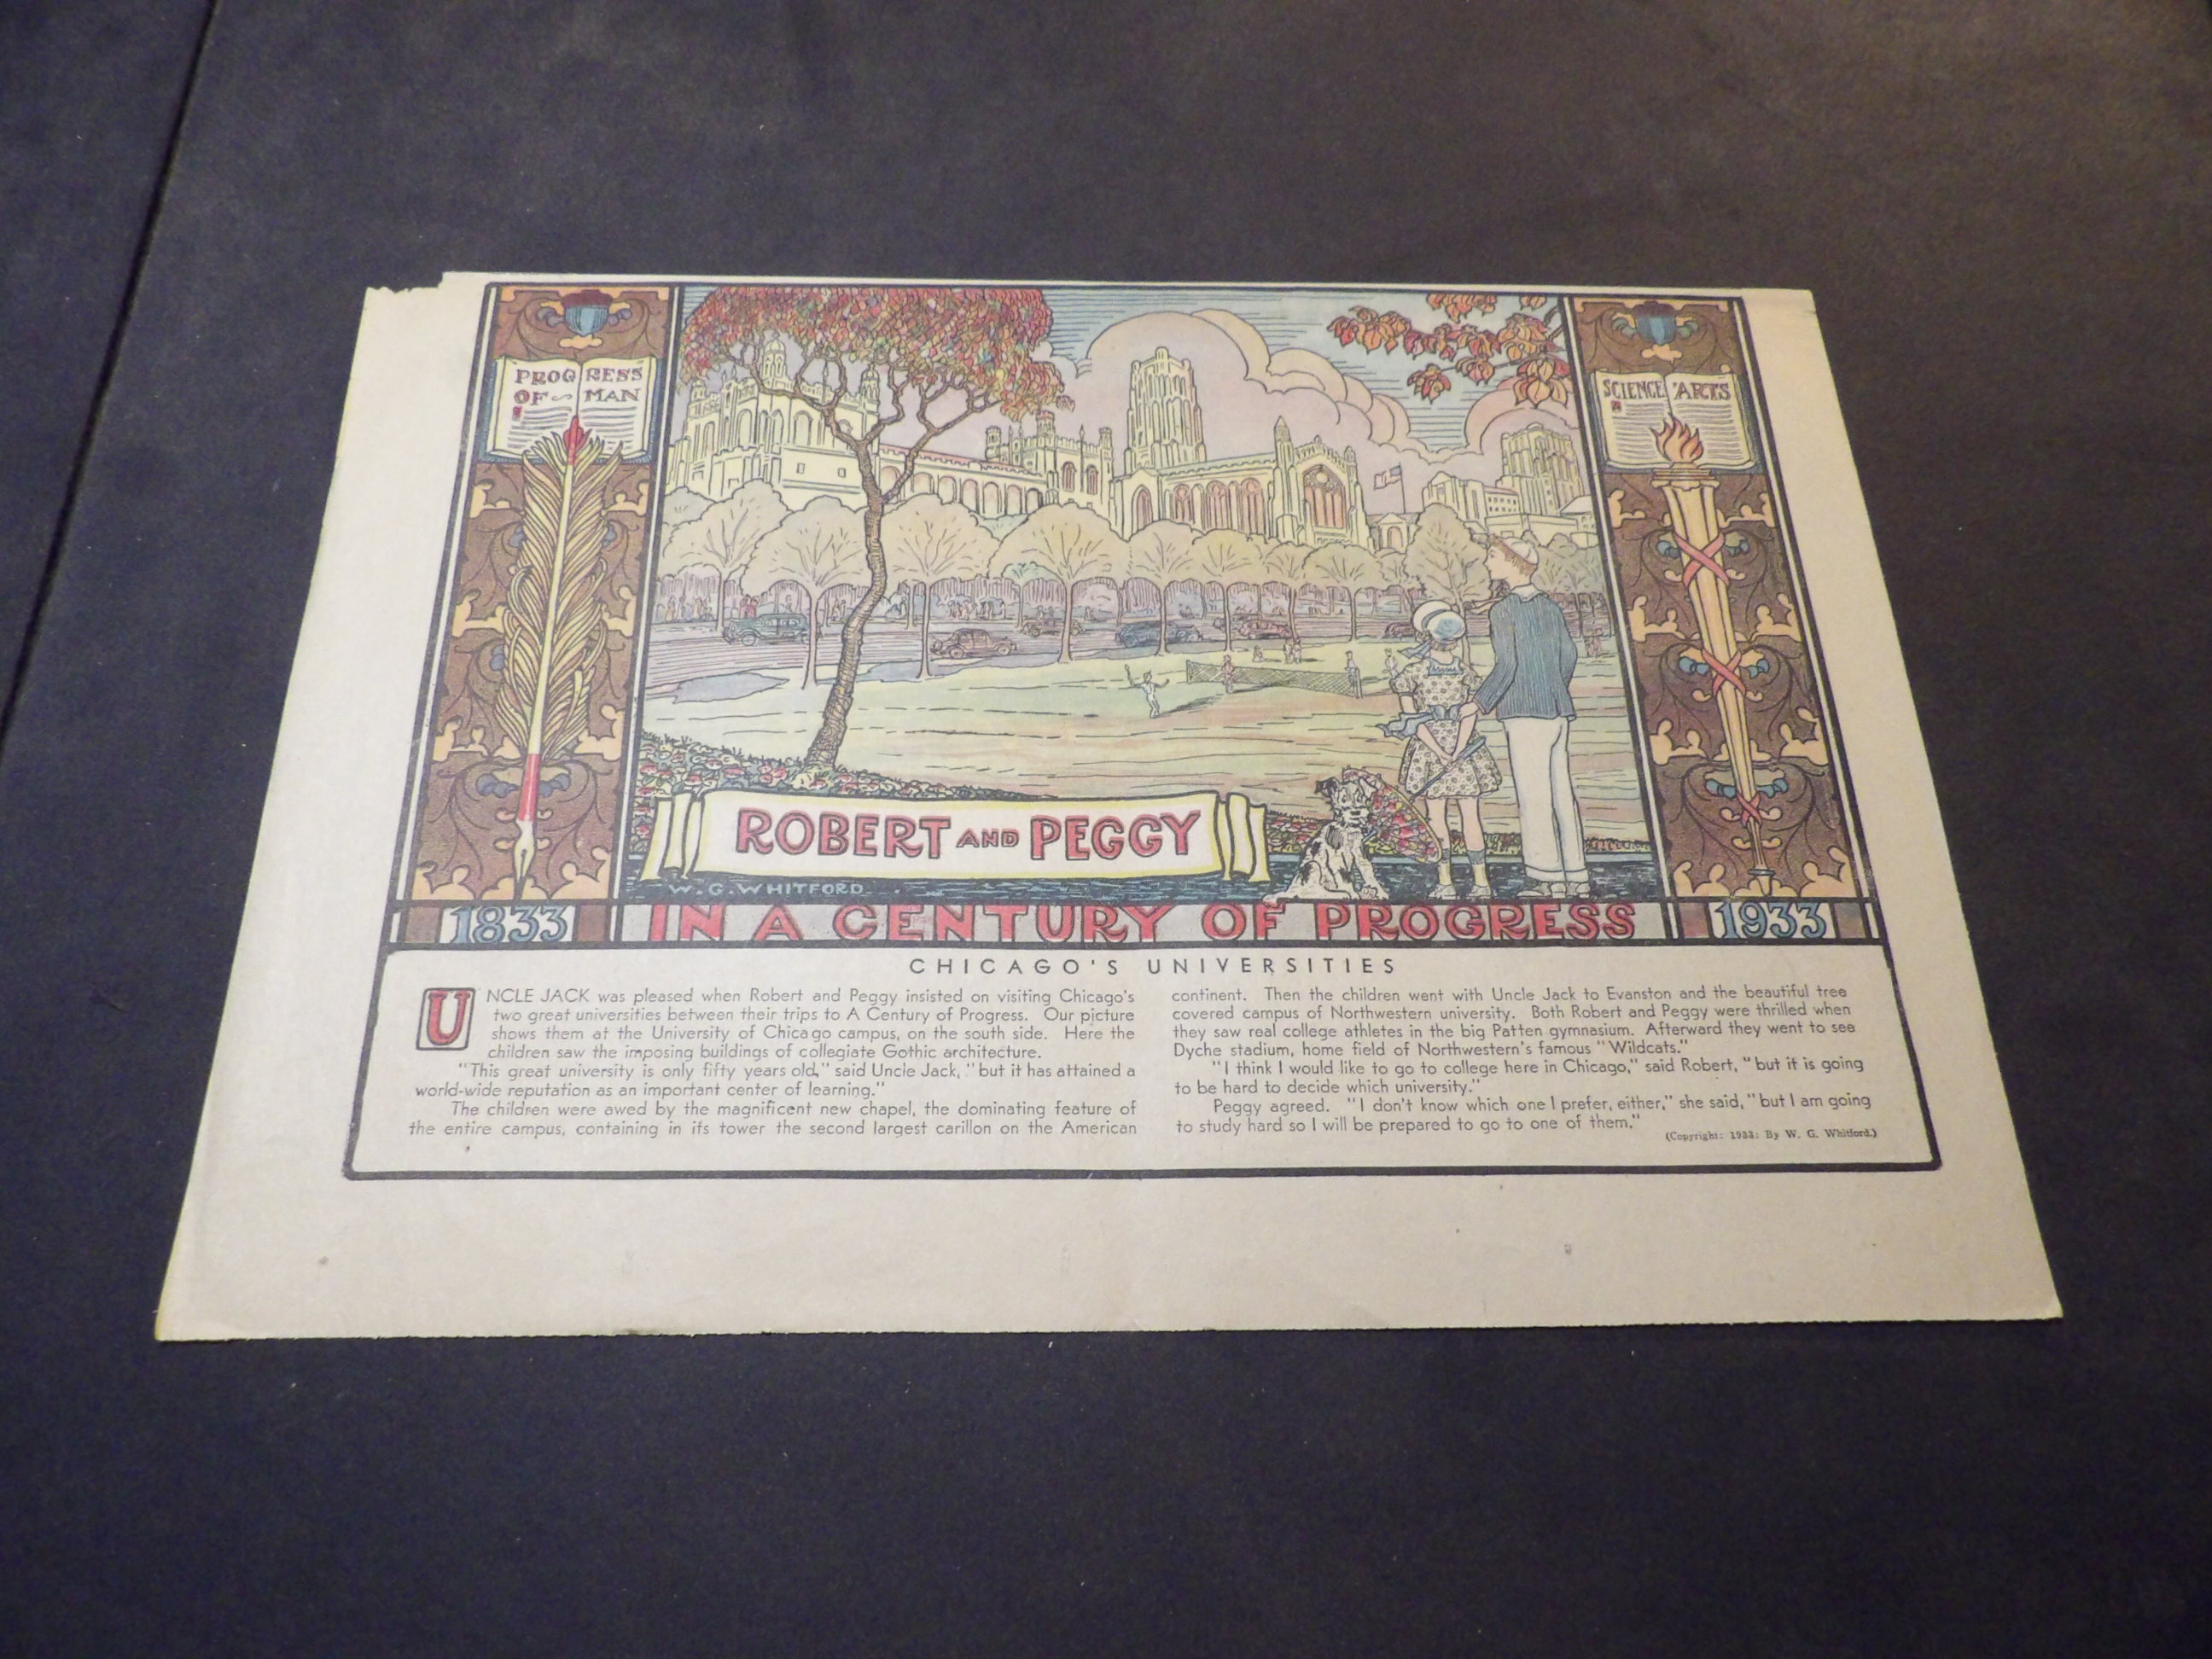 PROGRESS
OF MAN
SCIENCE ARTS
ROBERT AND PEGGY
W.G. WHITFORD
1833 IN A CENTURY OF PROGRESS 1933
CHICAGO'S UNIVERSITIES
UNCLE JACK was pleased when Robert and Peggy insisted on visiting Chicago's
two great universities between their trips to A Century of Progress. Our picture
shows them at the University of Chicago campus, on the south side. Here the
children saw the imposing buildings of collegiate Gothic architecture.
"This great university is only fifty years old," said Uncle Jack, "but it has attained a
world-wide reputation as an important center of learning."
The children were awed by the magnificent new chapel, the dominating feature of
the entire campus, containing in its tower the second largest carillon on the American
continent. Then the children went with Uncle Jack to Evanston and the beautiful tree
covered campus of Northwestern university. Both Robert and Peggy were thrilled when
they saw real college athletes in the big Patten gymnasium. Afterward they went to see
Dyche stadium, home field of Northwestern's famous "Wildcats."
"I think I would like to go to college here in Chicago," said Robert, "but it is going
to be hard to decide which university."
Peggy agreed. "I don't know which one I prefer, either," she said, "but I am going
to study hard so I will be prepared to go to one of them."
(Copyright: 1933: By W. G. Whitford.)